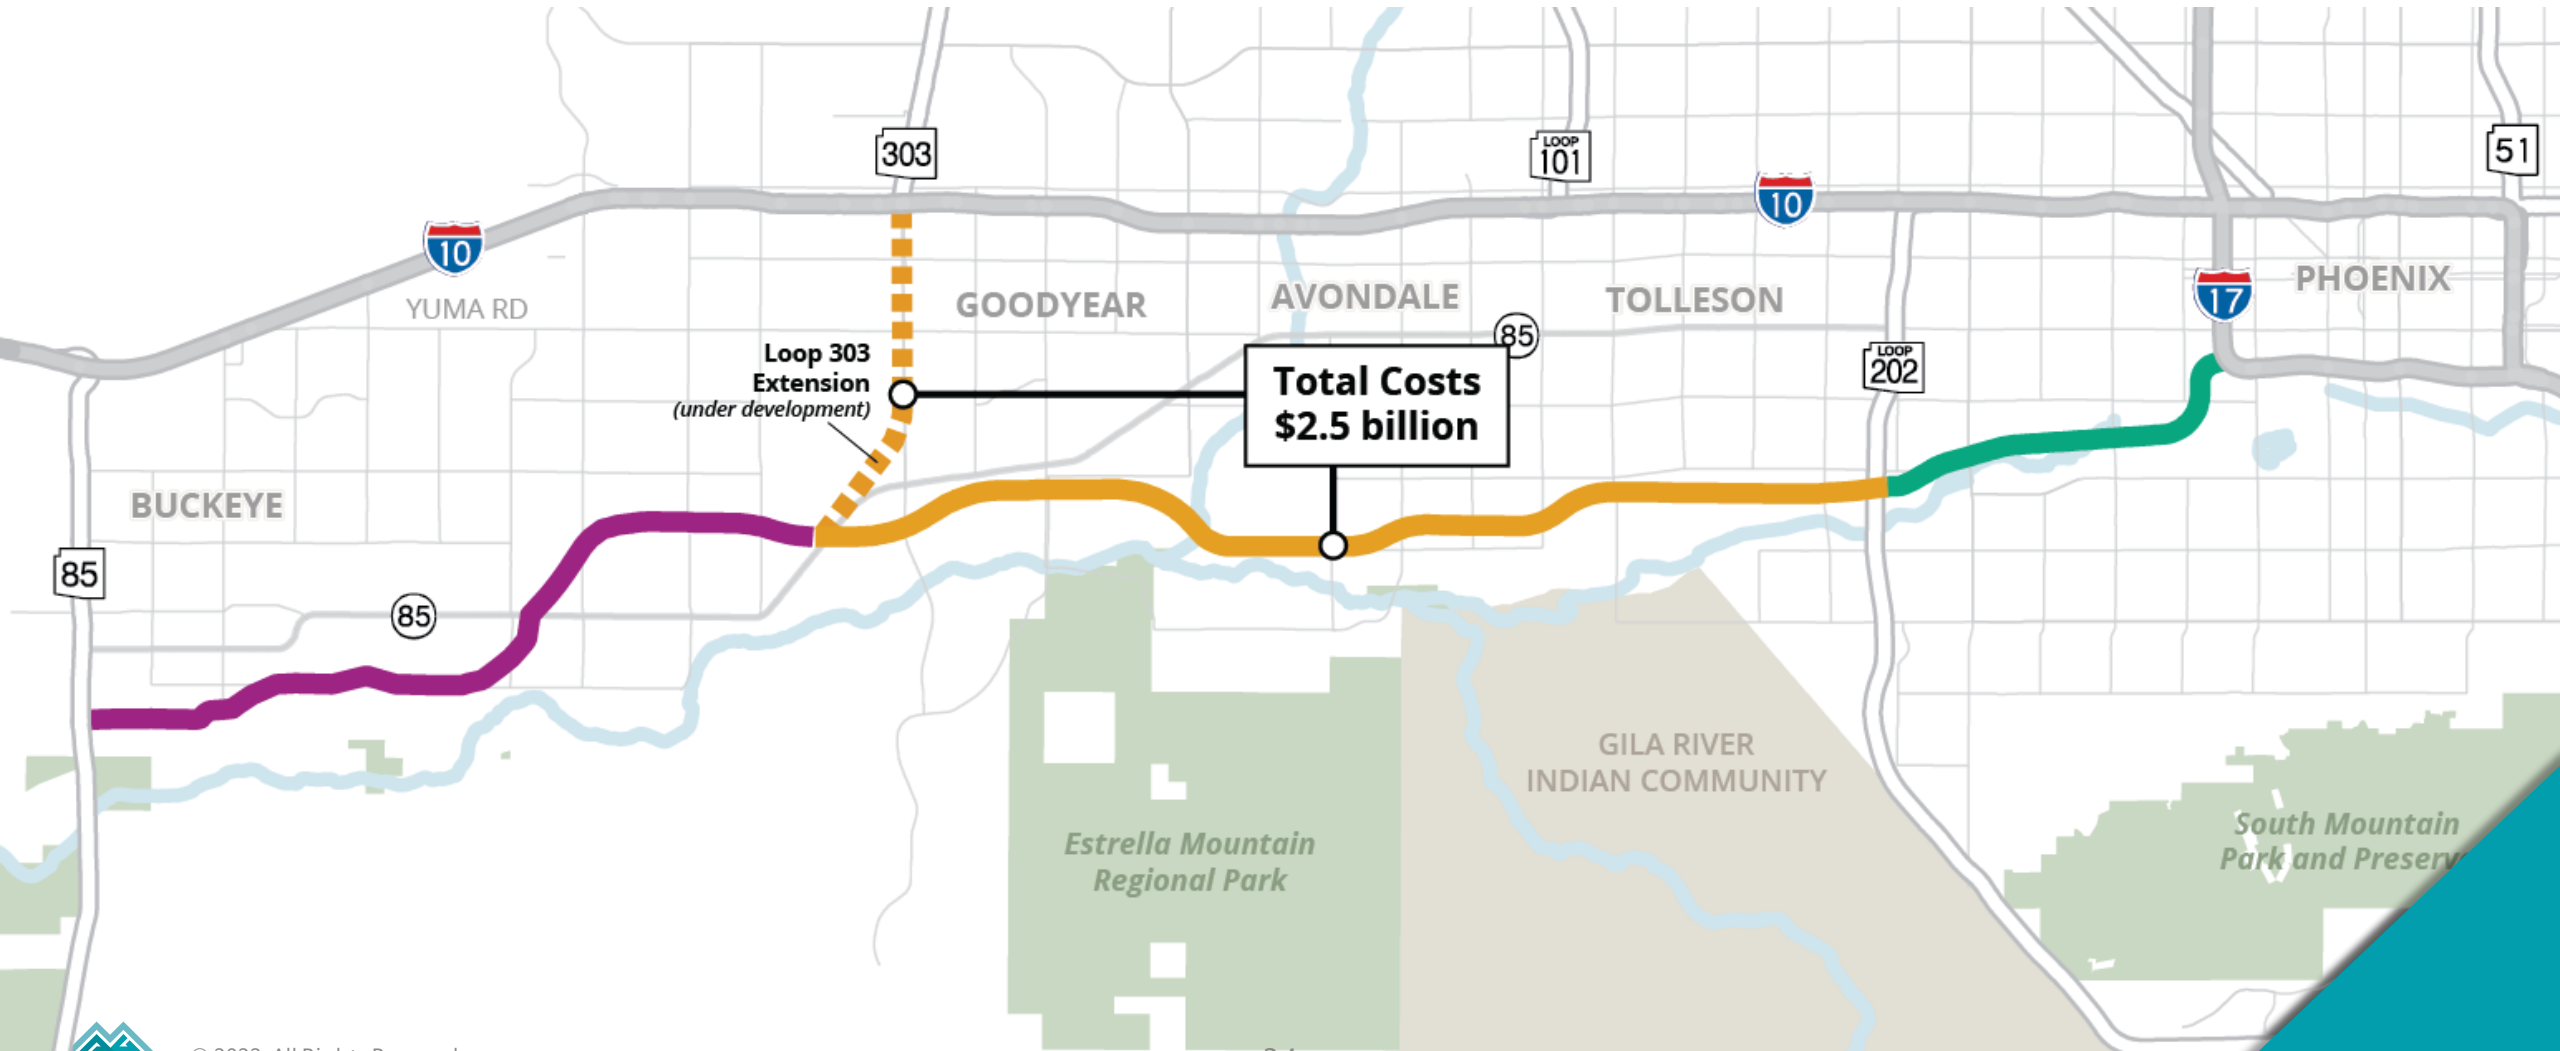 303
LOOP
101
51
10
10
17
PHOENIX
YUMA RD
GOODYEAR
AVONDALE
TOLLESON
85
Loop 303
Extension
(under development)
Total Costs
$2.5 billion
LOOP
202
BUCKEYE
85
85
GILA RIVER
INDIAN COMMUNITY
Estrella Mountain
Regional Park
South Mountain
Park and Preserv